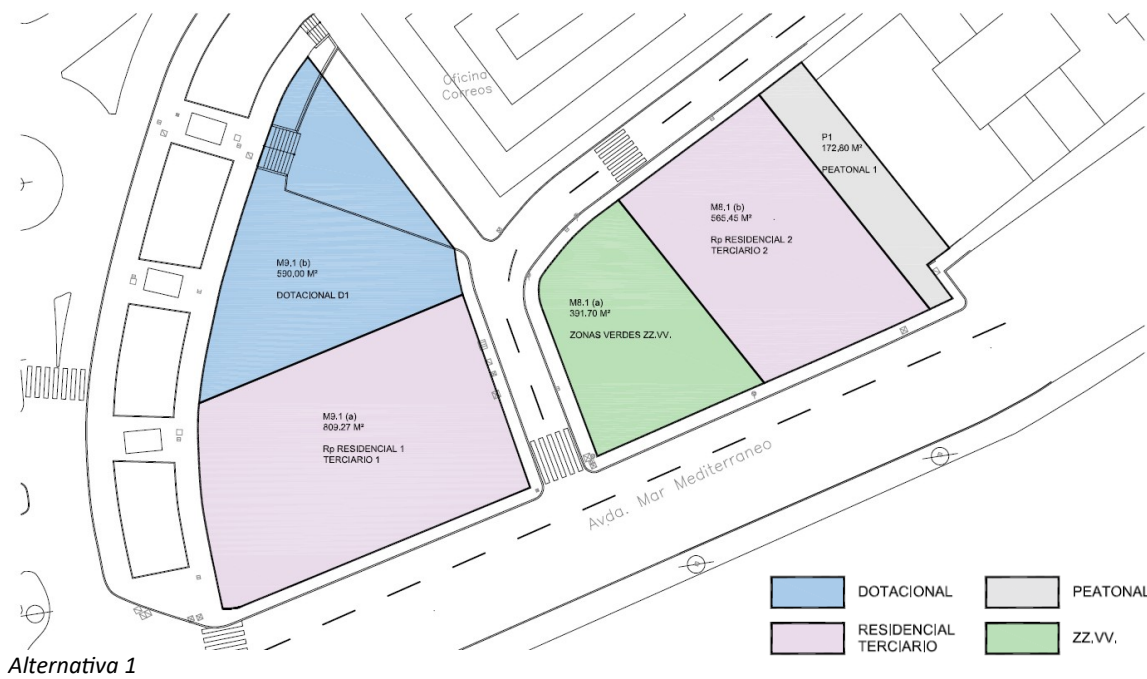 Oficina
Correos
P1
172,60 M²
PEATONAL 1
M8,1 (b)
565,45 M²
Rp RESIDENCIAL 2
TERCIARIO 2
M9,1 (b)
590,00 M²
DOTACIONAL D1
M8,1 (a)
391,70 M²
ZONAS VERDES ZZ.VV.
M9,1 (a)
809,27 M²
Rp RESIDENCIAL 1
TERCIARIO 1
Avda. Mar Mediterraneo
DOTACIONAL
PEATONAL
RESIDENCIAL
TERCIARIO
ZZ.VV.
Alternativa 1